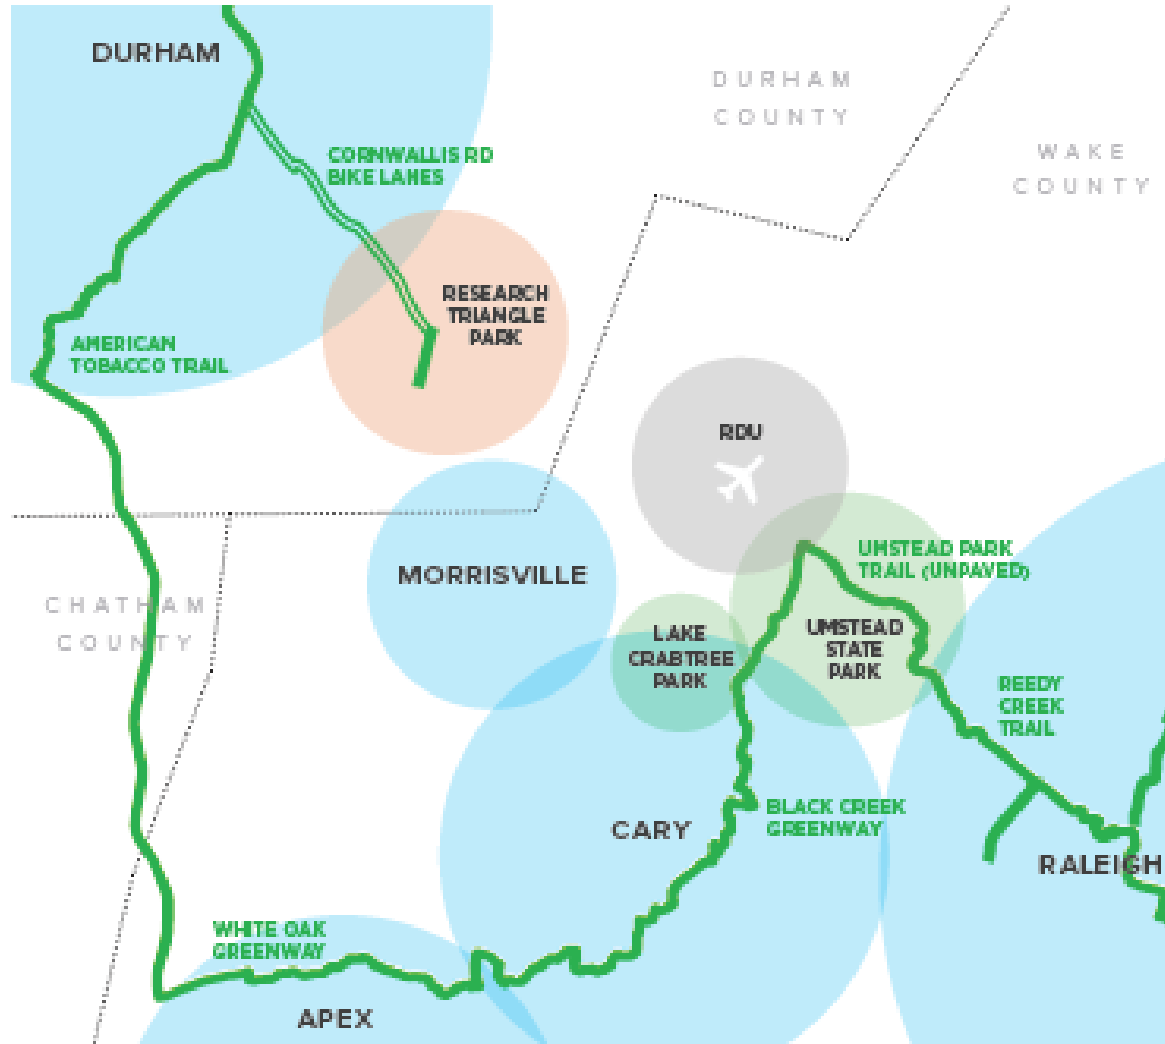 DURHAM
DURHAM
COUNTY
WAKE
COUNTY
CORNWALLIS RD
BIKE LANES
RESEARCH
TRIANGLE
PARK
AMERICAN
TOBACCO TRAIL
RDU
MORRISVILLE
UMSTEAD PARK
TRAIL (UNPAVED)
CHATHAM
COUNTY
LAKE
CRABTREE
PARK
UMSTEAD
STATE
PARK
REEDY
CREEK
TRAIL
BLACK CREEK
GREENWAY
CARY
RALEIGH
WHITE OAK
GREENWAY
APEX